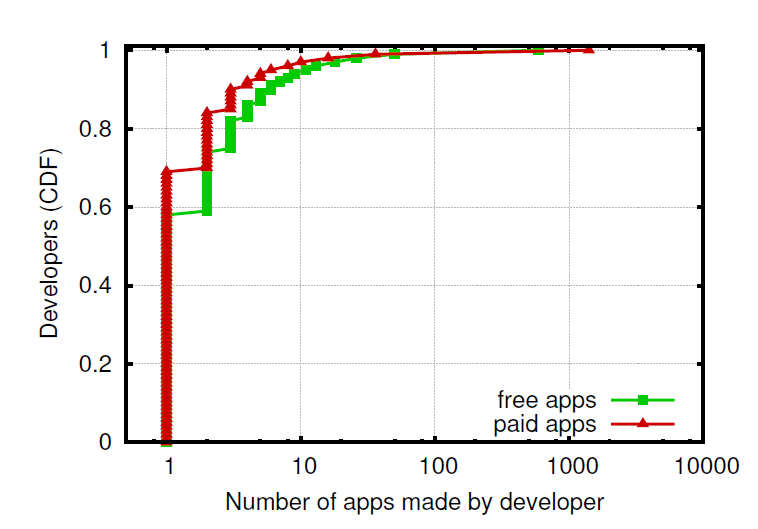 1
0.8
0.6
0.4
0.2
0
Developers (CDF)
free apps
paid apps
1 10 100 1000 10000
Number of apps made by developer